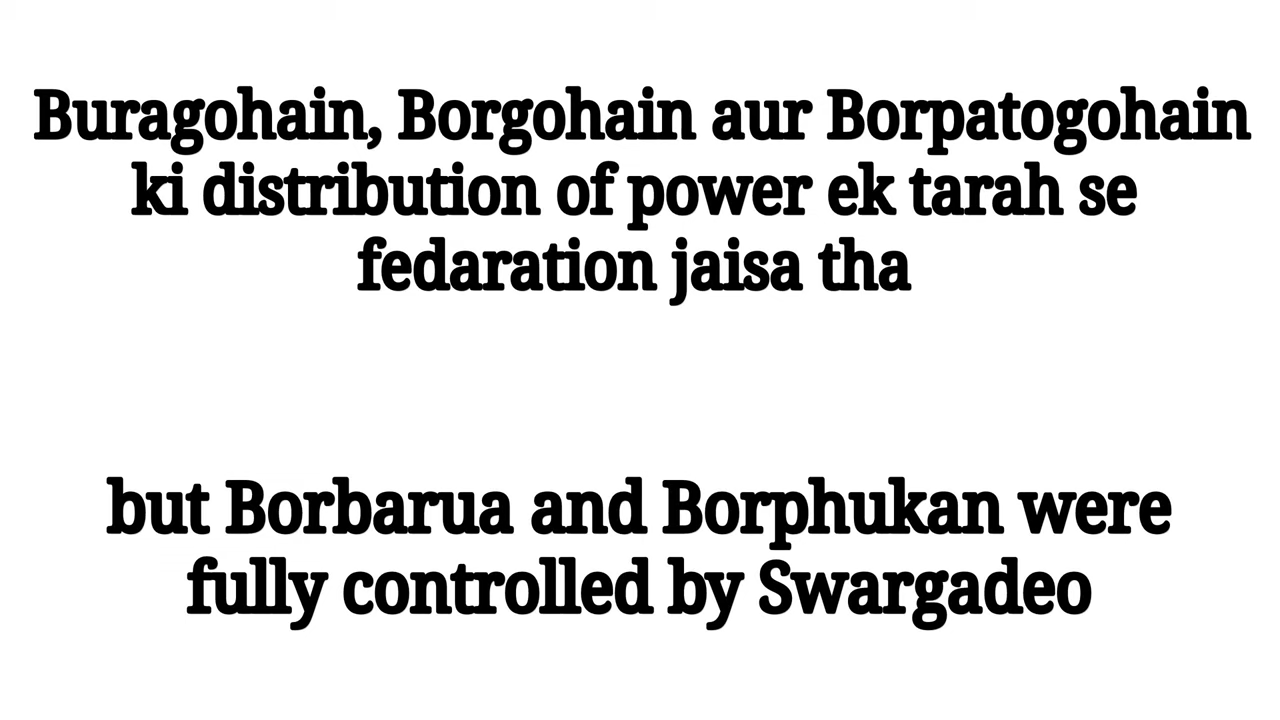 Buragohain, Borgohain aur Borpatogohain
ki distribution of power ek tarah se
fedaration jaisa tha
but Borbarua and Borphukan were
fully controlled by Swargadeo